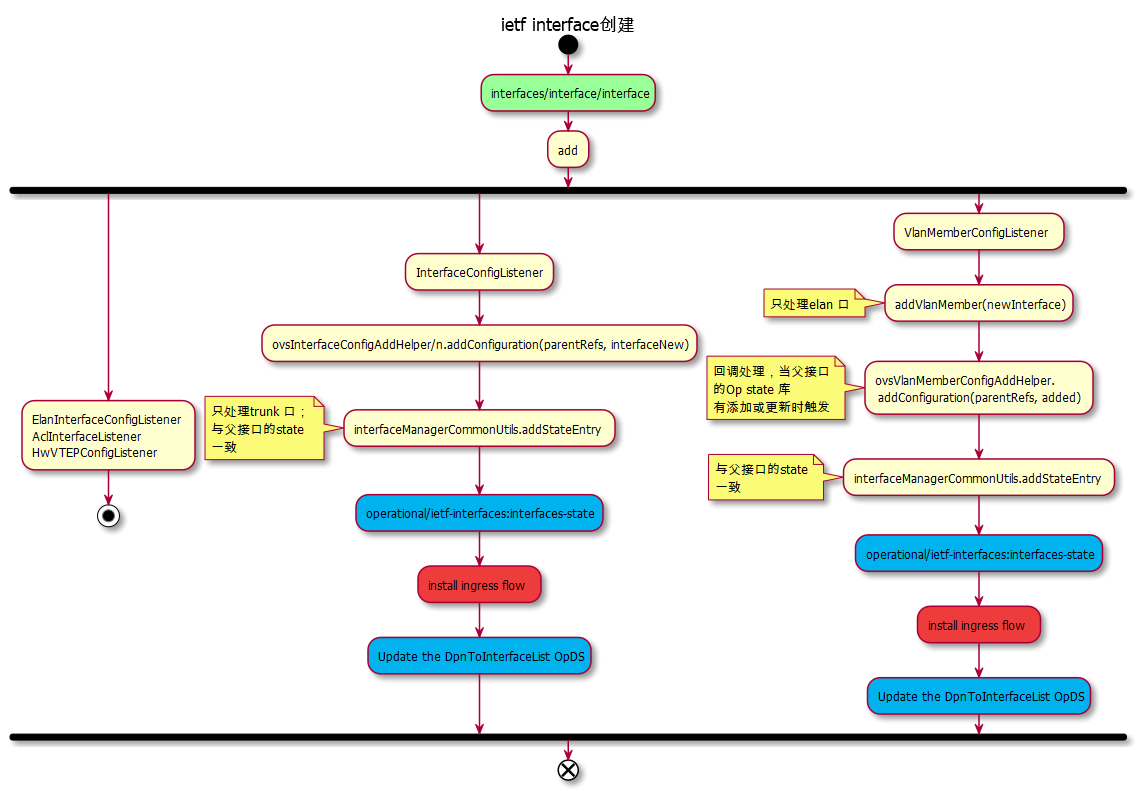 ietf interface创建
interfaces/interface/interface
add
ElanInterfaceConfigListener
AclInterfaceListener
HwVTEPConfigListener
InterfaceConfigListener
ovsInterfaceConfigAddHelper/n.addConfiguration(parentRefs, interfaceNew)
只处理trunk 口；
与父接口的state
一致
interfaceManagerCommonUtils.addStateEntry
operational/ietf-interfaces:interfaces-state
install ingress flow
Update the DpnToInterfaceList OpDS
VlanMemberConfigListener
只处理elan 口
addVlanMember(newInterface)
回调处理，当父接口
的Op state 库
有添加或更新时触发
ovsVlanMemberConfigAddHelper.
addConfiguration(parentRefs, added)
与父接口的state
一致
interfaceManagerCommonUtils.addStateEntry
operational/ietf-interfaces:interfaces-state
install ingress flow
Update the DpnToInterfaceList OpDS